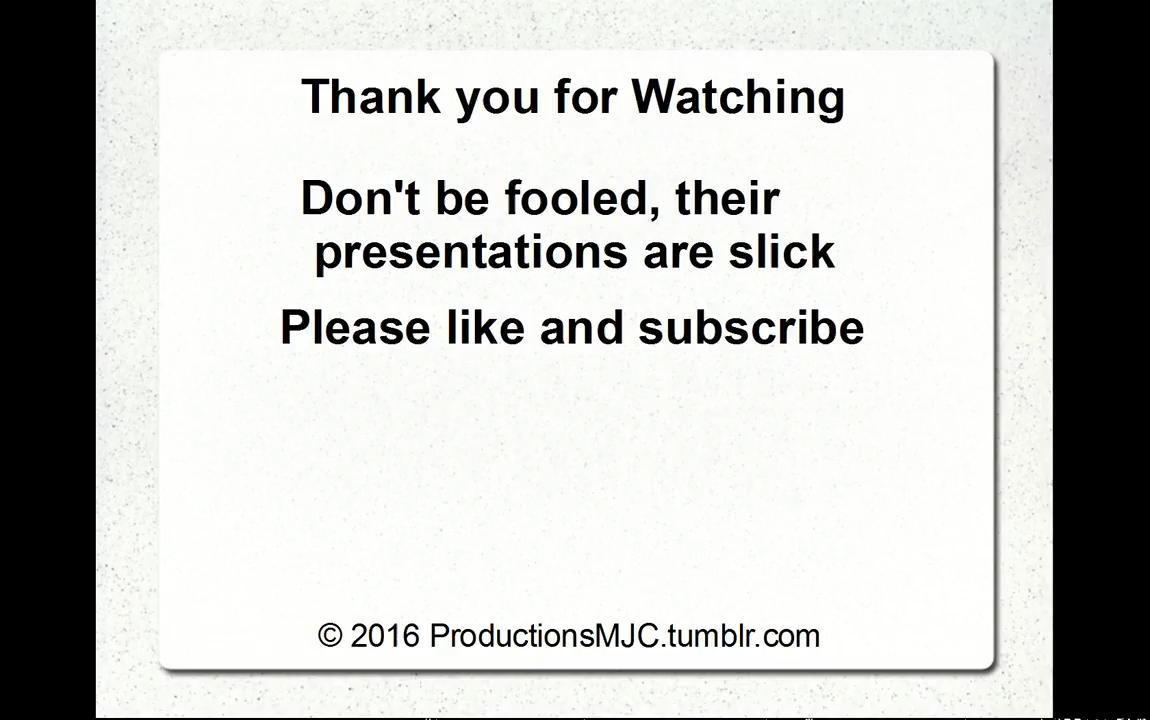 Thank you for Watching
Don't be fooled, their
presentations are slick
Please like and subscribe
© 2016 ProductionsMJC.tumblr.com